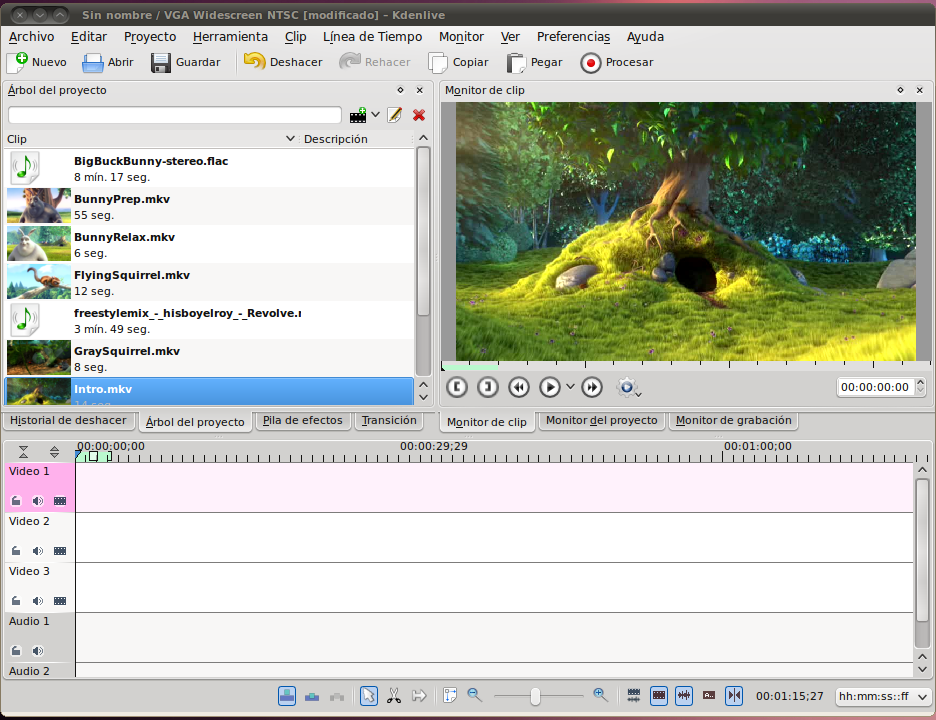 Sin nombre / VGA Widescreen NTSC [modificado] – Kdenlive
Archivo Editar Proyecto Herramienta Clip Línea de Tiempo Monitor Ver Preferencias Ayuda
Nuevo Abrir Guardar Deshacer Rehacer Copiar Pegar Procesar
Árbol del proyecto
Clip Descripción
BigBuckBunny-stereo.flac
8 mín. 17 seg.
BunnyPrep.mkv
55 seg.
BunnyRelax.mkv
6 seg.
FlyingSquirrel.mkv
12 seg.
freestylemix_-_hisboyelroy_-_Revolve.
3 mín. 49 seg.
GraySquirrel.mkv
8 seg.
Intro.mkv
14 seg.
Historial de deshacer Árbol del proyecto Pila de efectos Transición
Monitor de clip
00:00:00:00
Monitor de clip Monitor del proyecto Monitor de grabación
00:00:00;00 00:00:29;29 00:01:00;00
Video 1
Video 2
Video 3
Audio 1
Audio 2
00:01:15;27 hh:mm:ss::ff